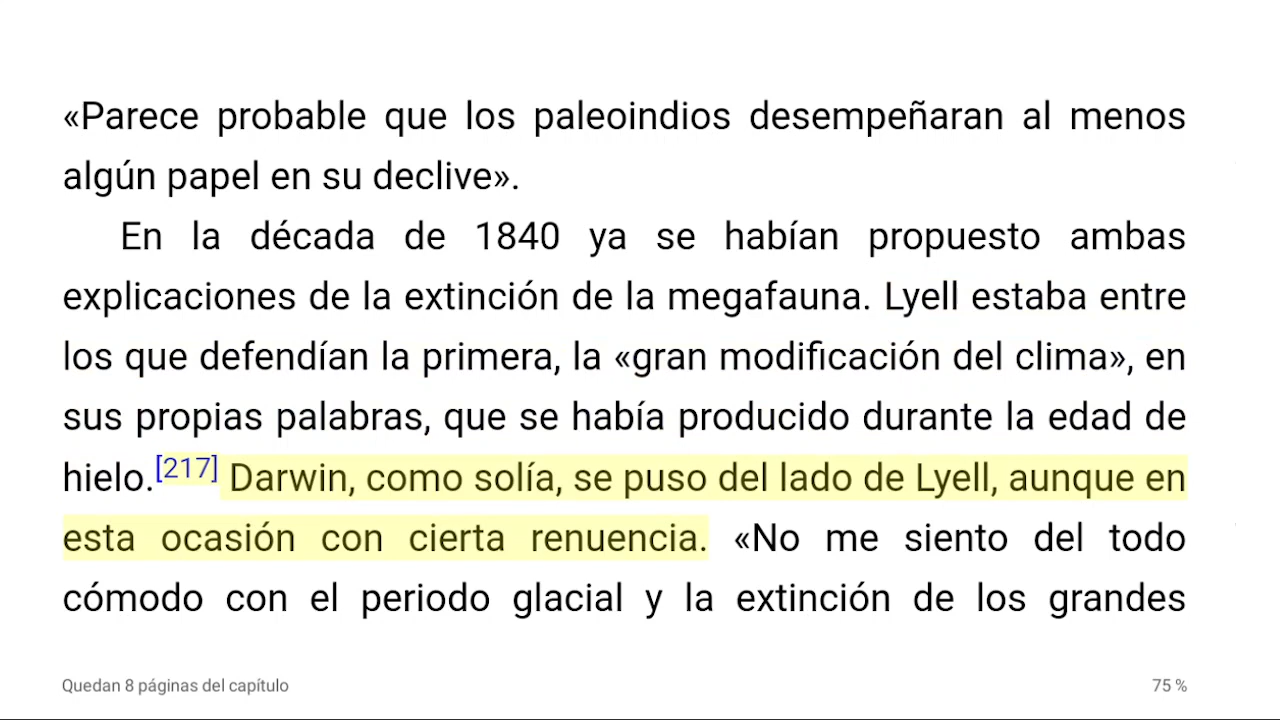 «Parece probable que los paleoindios desempeñaran al menos
algún papel en su declive».
En la década de 1840 ya se habían propuesto ambas
explicaciones de la extinción de la megafauna. Lyell estaba entre
los que defendían la primera, la «gran modificación del clima», en
sus propias palabras, que se había producido durante la edad de
hielo.[217] Darwin, como solía, se puso del lado de Lyell, aunque en
esta ocasión con cierta renuencia. «No me siento del todo
cómodo con el periodo glacial y la extinción de los grandes
Quedan 8 páginas del capítulo 75 %